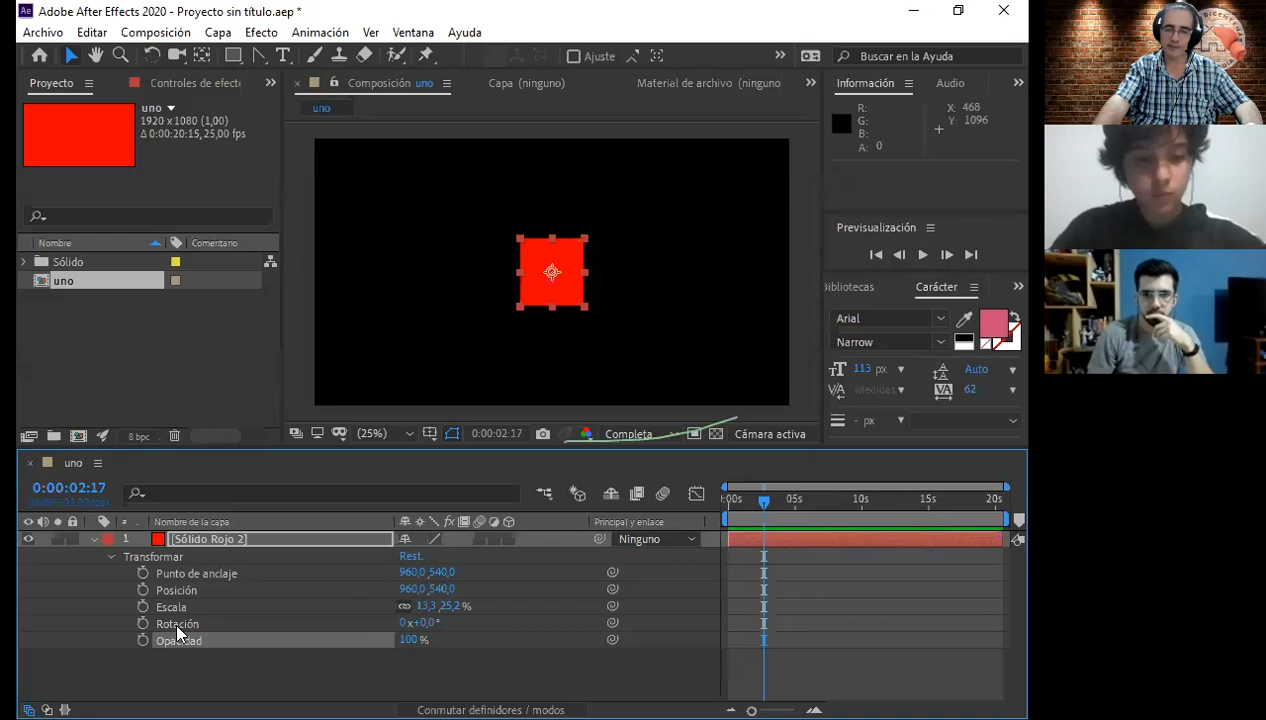 Ae Adobe After Effects 2020 - Proyecto sin título.aep *
Archivo Editar Composición Capa Efecto Animación Ver Ventana Ayuda
T Ajuste Buscar en la Ayuda
Proyecto Controles de efect
Composición uno Capa (ninguno) Material de archivo (ninguno
Información Audio
uno
1920 x 1080 (1,00)
Δ 0:00:20:15, 25,00 fps
uno
R:
G:
B:
A: 0
X: 468
Y: 1096
Nombre Comentario
Sólido
uno
Previsualización
Bibliotecas Carácter
Arial
Narrow
113 px Auto
62
- px
8 bpc
(25%) 0:00:02:17 Completa Cámara activa
uno
0:00:02:17
:00s 05s 10s 15s 20s
# Nombre de la capa fx Principal y enlace
1 [Sólido Rojo 2] Ninguno
Transformar Rest.
Punto de anclaje 960,0 ,540,0
Posición 960,0 ,540,0
Escala 13,3 ,25,2 %
Rotación 0 x+0,0 °
Opacidad 100 %
Conmutar definidores / modos